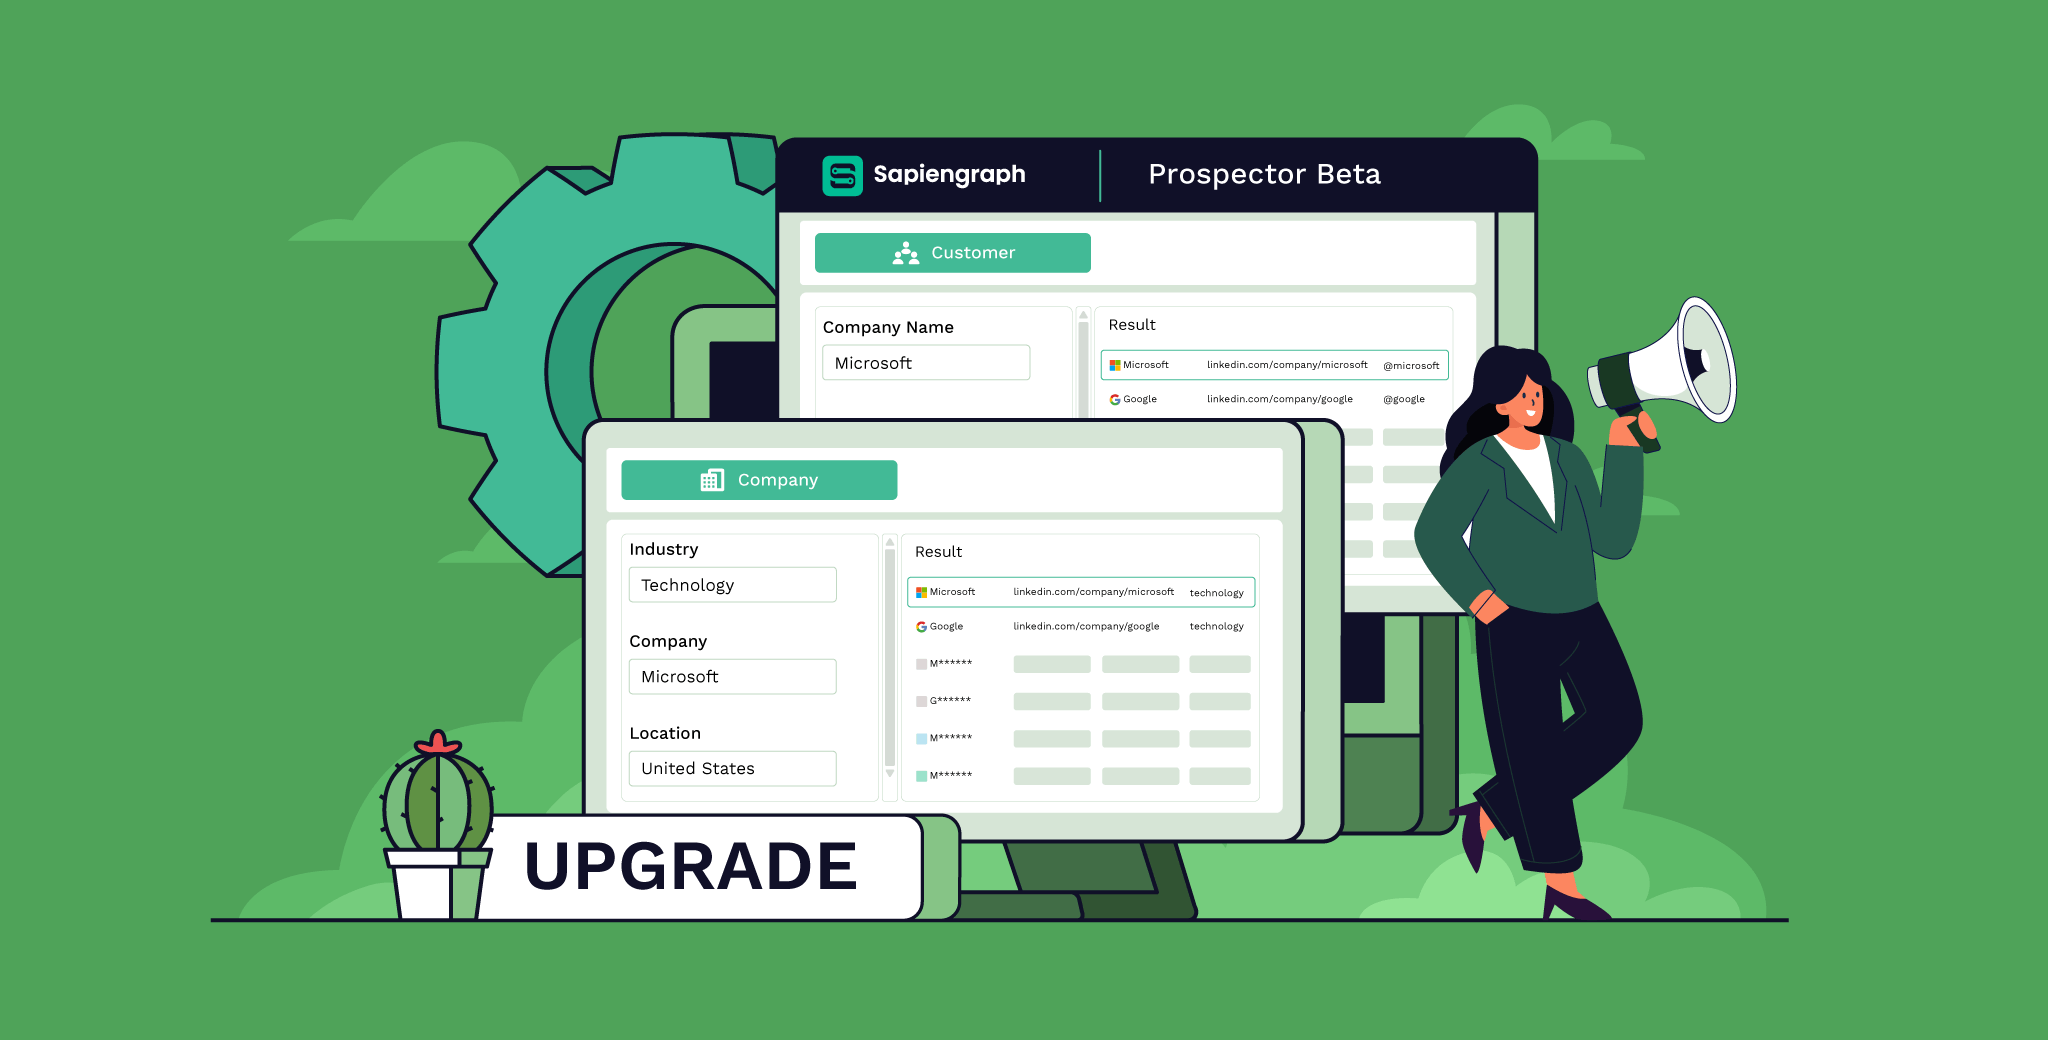 Sapiengraph
Prospector Beta
Customer
Company Name
Microsoft
Result
Microsoft linkedin.com/company/microsoft @microsoft
Google linkedin.com/company/google @google
Company
Industry
Technology
Company
Microsoft
Location
United States
Result
Microsoft linkedin.com/company/microsoft technology
Google linkedin.com/company/google technology
M******
G******
M******
M******
UPGRADE